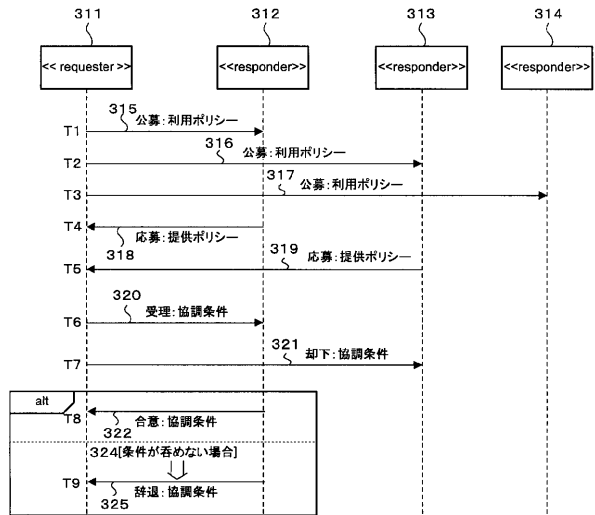 311 312 313 314
<< requester >> <<responder>> <<responder>> <<responder>>
315
T1 公募:利用ポリシー
316
T2 公募:利用ポリシー
317
T3 公募:利用ポリシー
T4
318 応募:提供ポリシー
319
T5 応募:提供ポリシー
320
T6 受理:協調条件
321
T7 却下:協調条件
alt
T8
322 合意:協調条件
324[条件が呑めない場合]
T9
325 辞退:協調条件